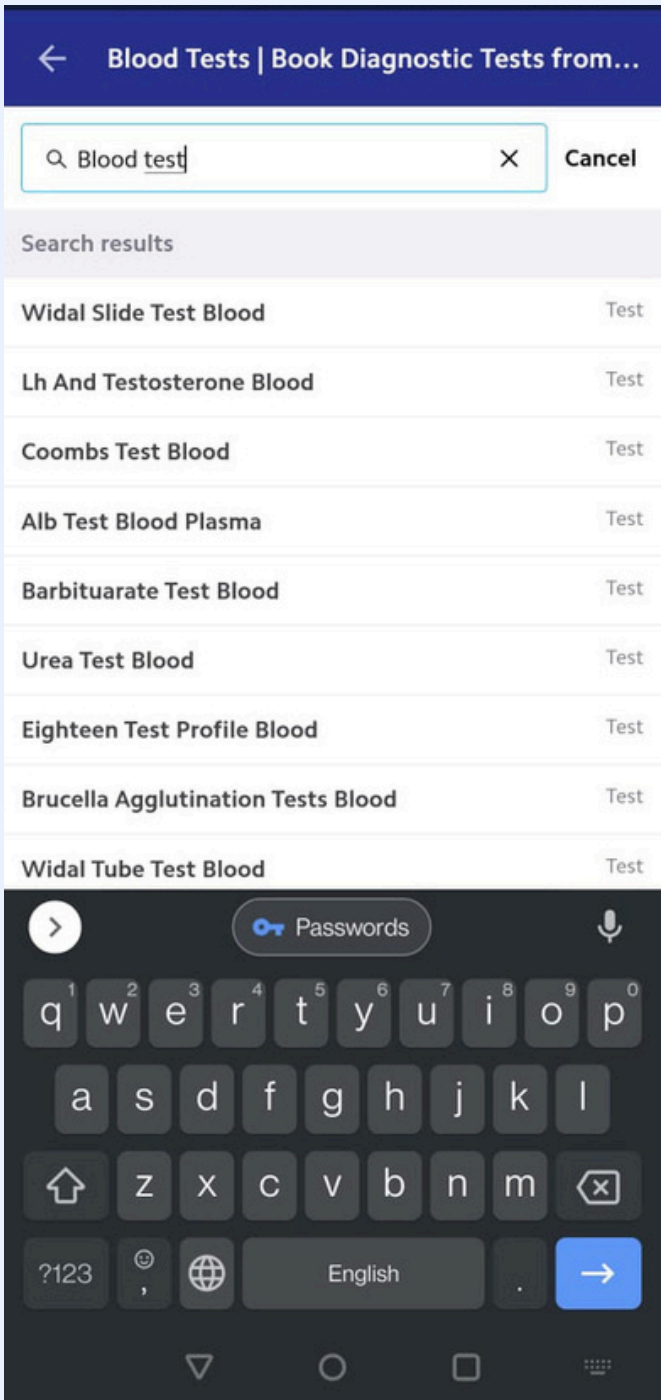 Blood Tests | Book Diagnostic Tests from...
Blood test
Cancel
Search results
Widal Slide Test Blood Test
Lh And Testosterone Blood Test
Coombs Test Blood Test
Alb Test Blood Plasma Test
Barbituarate Test Blood Test
Urea Test Blood Test
Eighteen Test Profile Blood Test
Brucella Agglutination Tests Blood Test
Widal Tube Test Blood Test
Passwords
1 2 3 4 5 6 7 8 9 0
q w e r t y u i o p
a s d f g h j k l
z x c v b n m
?123 , English .